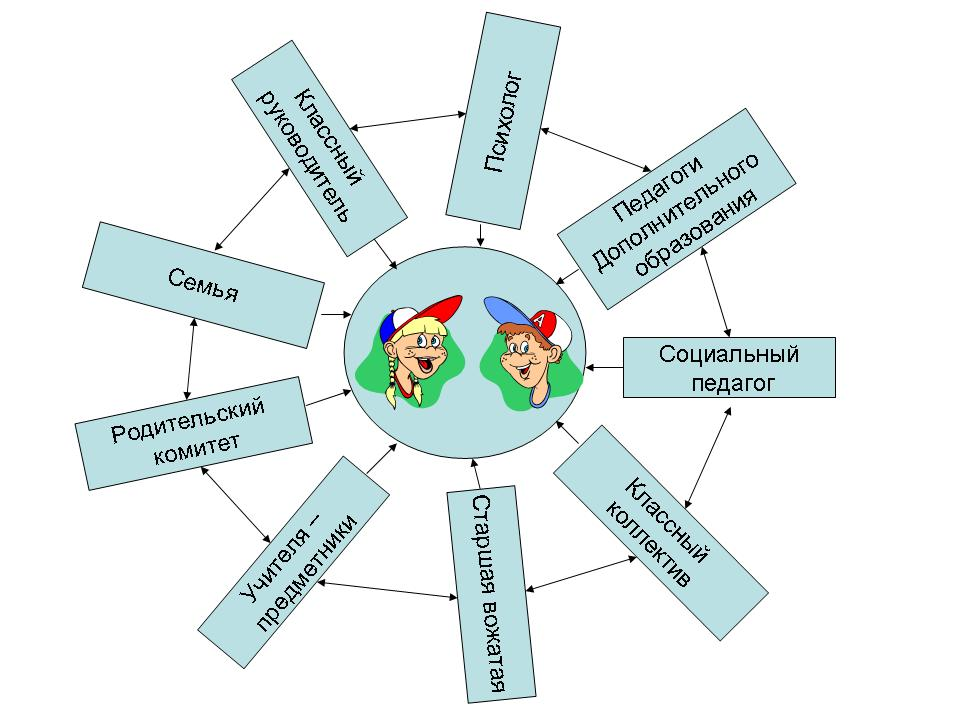 Психолог
Классный
руководитель
Педагоги
Дополнительного
образования
Семья
Социальный
педагог
Родительский
комитет
Учителя –
предметники
Старшая вожатая
Классный
коллектив
A